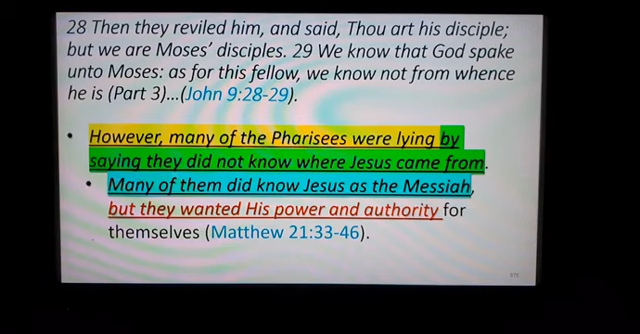 28 Then they reviled him, and said, Thou art his disciple;
but we are Moses' disciples. 29 We know that God spake
unto Moses: as for this fellow, we know not from whence
he is (Part 3)...(John 9:28-29).
• However, many of the Pharisees were lying by
saying they did not know where Jesus came from.
• Many of them did know Jesus as the Messiah,
but they wanted His power and authority for
themselves (Matthew 21:33-46).